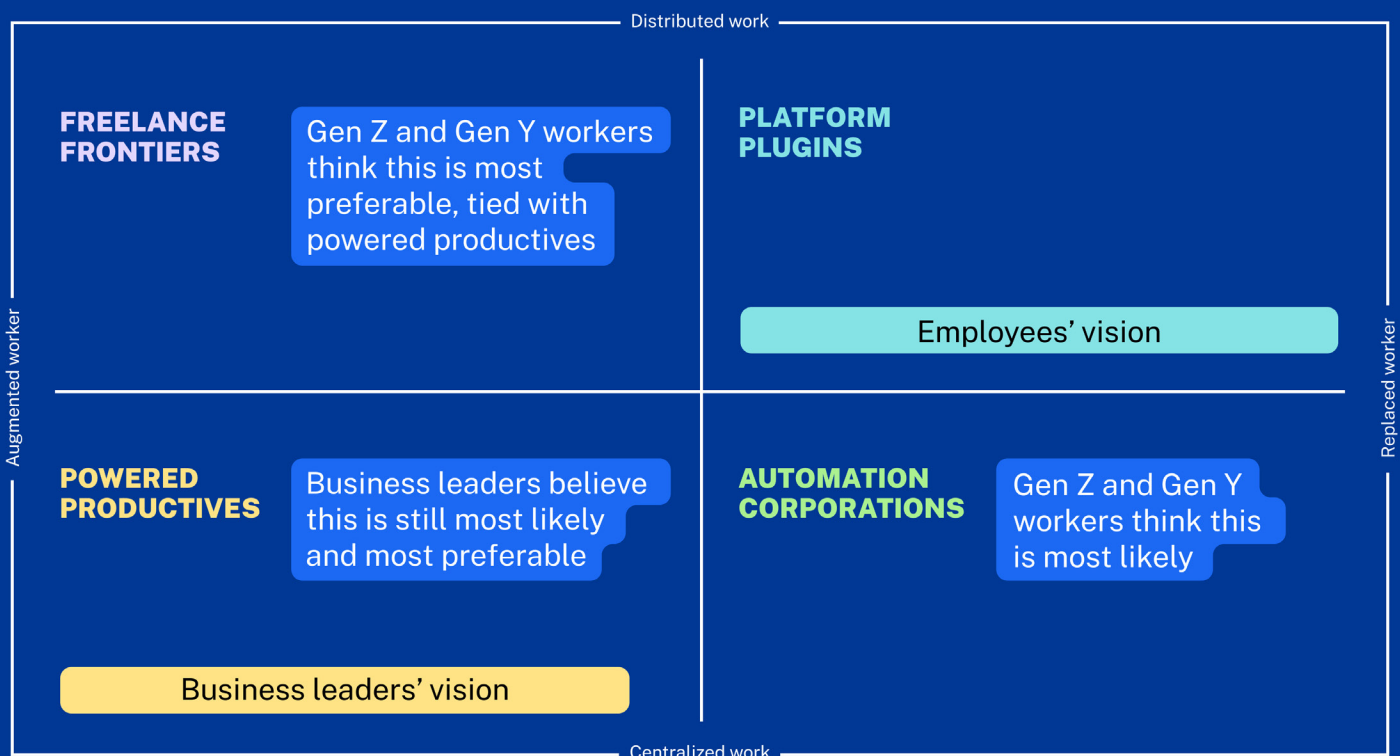 Distributed work
FREELANCE
FRONTIERS
Gen Z and Gen Y workers
think this is most
preferable, tied with
powered productives
PLATFORM
PLUGINS
Employees’ vision
Augmented worker
Replaced worker
POWERED
PRODUCTIVES
Business leaders believe
this is still most likely
and most preferable
AUTOMATION
CORPORATIONS
Gen Z and Gen Y
workers think this
is most likely
Business leaders’ vision
Centralized work